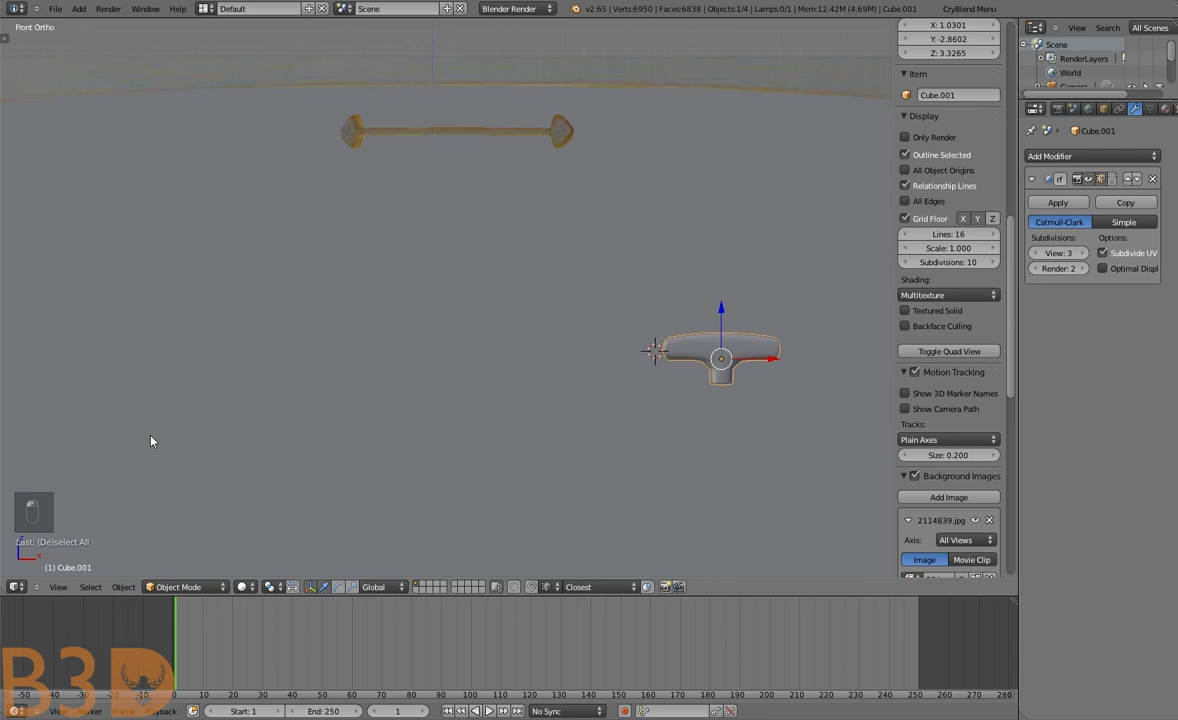 File Add Render Window Help Default Scene Blender Render v2.65 | Verts:6950 | Faces:6838 | Objects:1/4 | Lamps:0/1 | Mem:12.42M (4.69M) | Cube.001 CryBlend Menu
Front Ortho
X: 1.0301
Y: -2.8602
Z: 3.3265
Item
Cube.001
Display
Only Render
Outline Selected
All Object Origins
Relationship Lines
All Edges
Grid Floor X Y Z
Lines: 16
Scale: 1.000
Subdivisions: 10
Shading:
Multitexture
Textured Solid
Backface Culling
Toggle Quad View
Motion Tracking
Show 3D Marker Names
Show Camera Path
Tracks:
Plain Axes
Size: 0.200
Background Images
Add Image
2114839.jpg
Axis: All Views
Image Movie Clip
View Search All Scenes
Scene
RenderLayers
World
Cube.001
Add Modifier
Apply Copy
Catmull-Clark Simple
Subdivisions: Options:
View: 3 Subdivide UV
Render: 2 Optimal Displ
Last: (De)select All
z
x
(1) Cube.001
View Select Object Object Mode Global Closest
B3D
-50 -40 -30 -20 -10 0 10 20 30 40 50 60 70 80 90 100 110 120 130 140 150 160 170 180 190 200 210 220 230 240 250 260 270 280
View Marker Frame Playback Start: 1 End: 250 1 No Sync